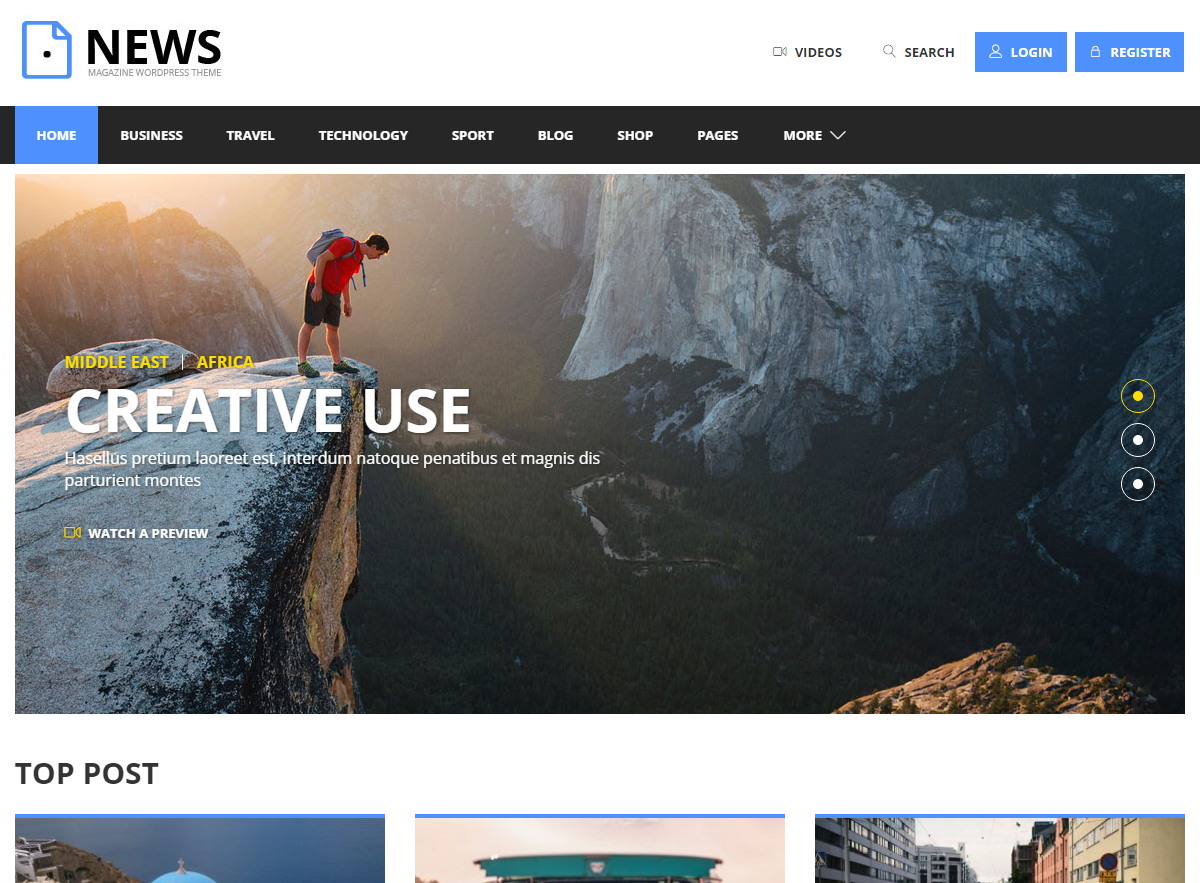 NEWS
MAGAZINE WORDPRESS THEME
VIDEOS
SEARCH
LOGIN
REGISTER
HOME
BUSINESS
TRAVEL
TECHNOLOGY
SPORT
BLOG
SHOP
PAGES
MORE
MIDDLE EAST | AFRICA
CREATIVE USE
Hasellus pretium laoreet est, interdum natoque penatibus et magnis dis
parturient montes
WATCH A PREVIEW
TOP POST